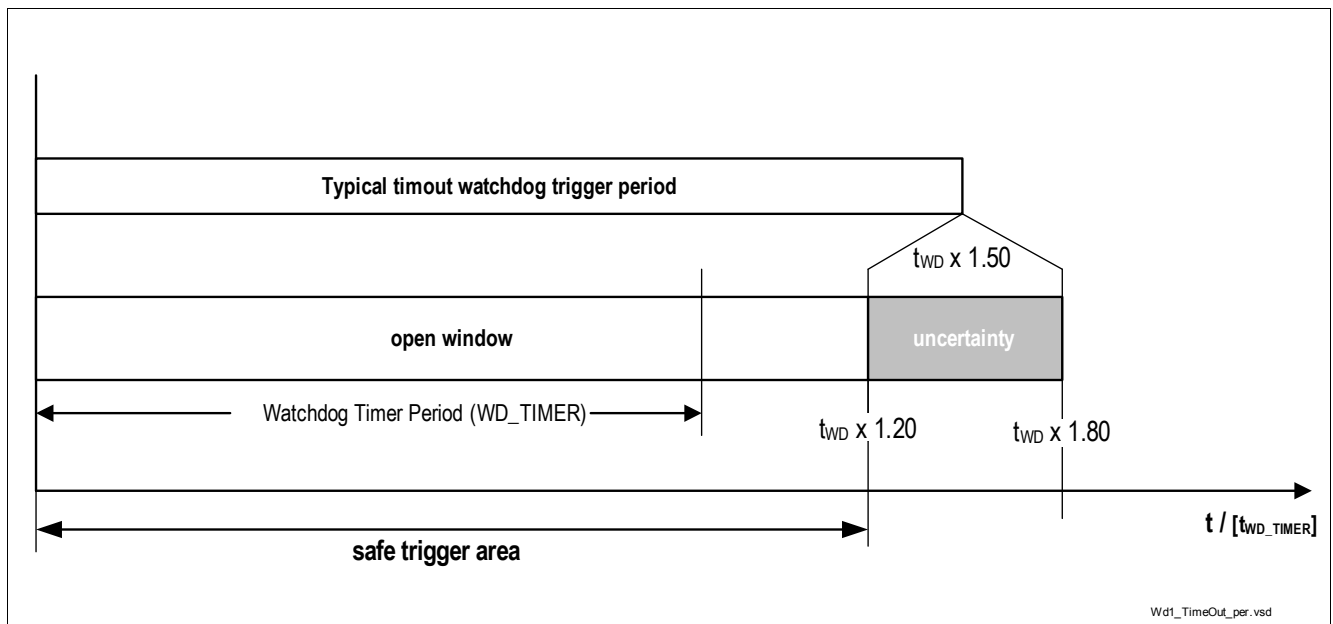 Typical timout watchdog trigger period
tWD x 1.50
open window
uncertainty
Watchdog Timer Period (WD_TIMER)
tWD x 1.20
tWD x 1.80
t / [tWD_TIMER]
safe trigger area
Wd1_TimeOut_per.vsd